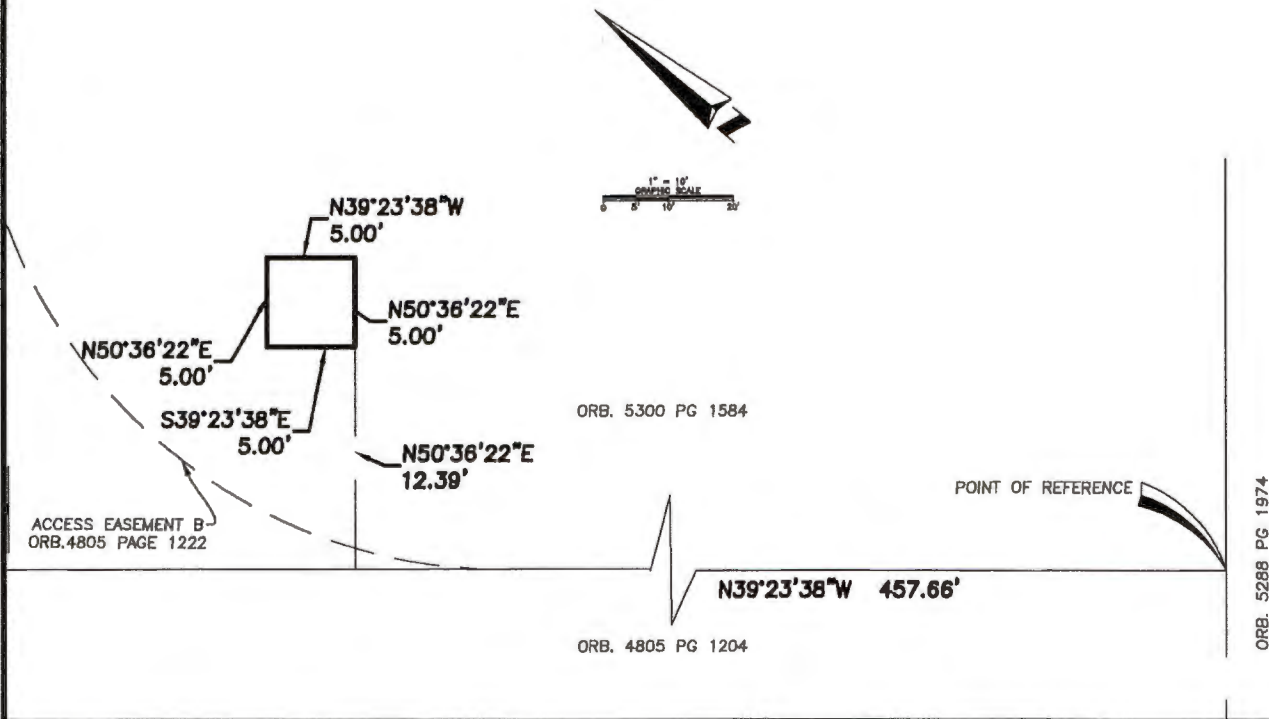 1" = 10'
GRAPHIC SCALE
0 5' 10' 20'
N39°23'38"W
5.00'
N50°36'22"E
5.00'
N50°36'22"E
5.00'
S39°23'38"E
5.00'
ORB. 5300 PG 1584
N50°36'22"E
12.39'
POINT OF REFERENCE
ACCESS EASEMENT B
ORB.4805 PAGE 1222
N39°23'38"W 457.66'
ORB. 4805 PG 1204
ORB. 5288 PG 1974
N